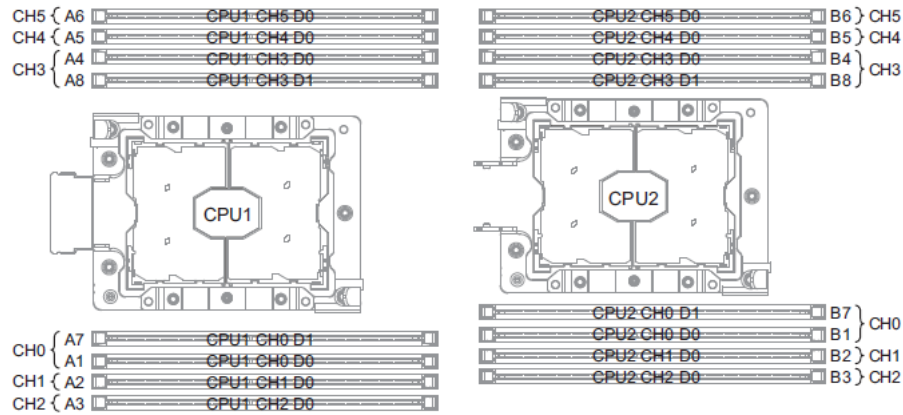 CH5 { A6 CPU1 CH5 D0
CH4 { A5 CPU1 CH4 D0
CH3 { A4 CPU1 CH3 D0
A8 CPU1 CH3 D1
CPU1
CH0 { A7 CPU1 CH0 D1
A1 CPU1 CH0 D0
CH1 { A2 CPU1 CH1 D0
CH2 { A3 CPU1 CH2 D0
CPU2 CH5 D0 B6 } CH5
CPU2 CH4 D0 B5 } CH4
CPU2 CH3 D0 B4 } CH3
CPU2 CH3 D1 B8
CPU2
CPU2 CH0 D1 B7 } CH0
CPU2 CH0 D0 B1
CPU2 CH1 D0 B2 } CH1
CPU2 CH2 D0 B3 } CH2